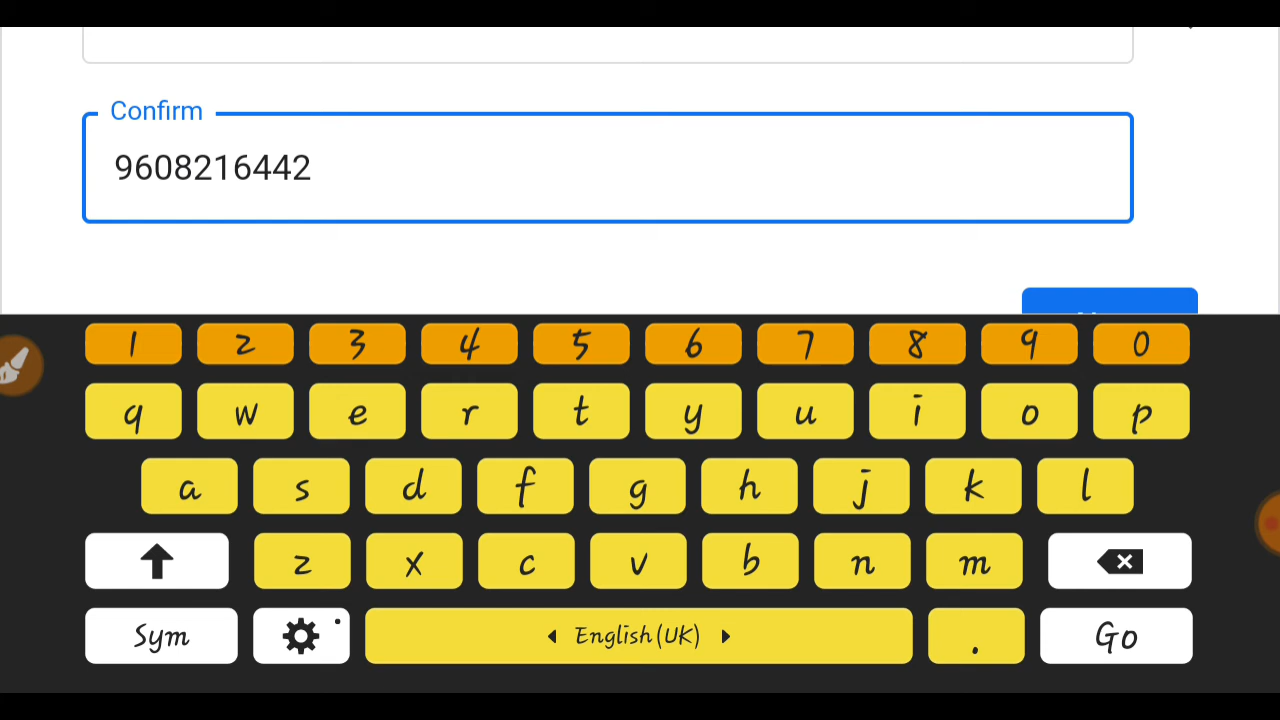 Confirm
9608216442
1 2 3 4 5 6 7 8 9 0
q w e r t y u i o p
a s d f g h j k l
z x c v b n m
Sym English(UK) . Go